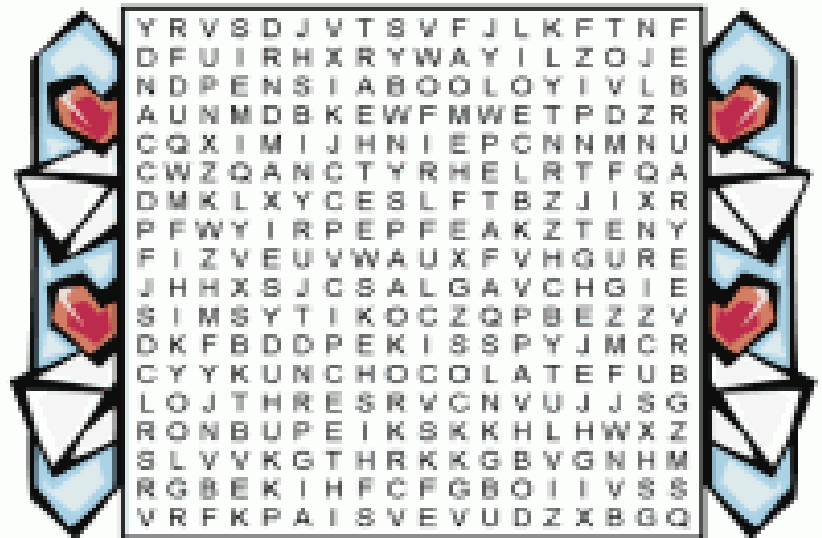 Y R V S D J V T S V F J L K F T N F
D F U I R H X R Y W A Y I L Z O J E
N D P E N S I A B O O L O Y I V L B
A U N M D B K E W F M W E T P D Z R
C Q X I M I J H N I E P C N N M N U
C W Z Q A N C T Y R H E L R T F Q A
D M K L X Y C E S L F T B Z J I X R
P F W Y I R P E P F E A K Z T E N Y
F I Z V E U V W A U X F V H G U R E
J H H X S J C S A L G A V C H G I E
S I M S Y T I K O C Z Q P B E Z Z V
D K F B D D P E K I S S P Y J M C R
C Y Y K U N C H O C O L A T E F U B
L O J T H R E S R V C N V U J J S G
R O N B U P E I K S K K H L H W X Z
S L V V K G T H R K K G B V G N H M
R G B E K I H F C F G B O I I V S S
V R F K P A I S V E V U D Z X B G Q